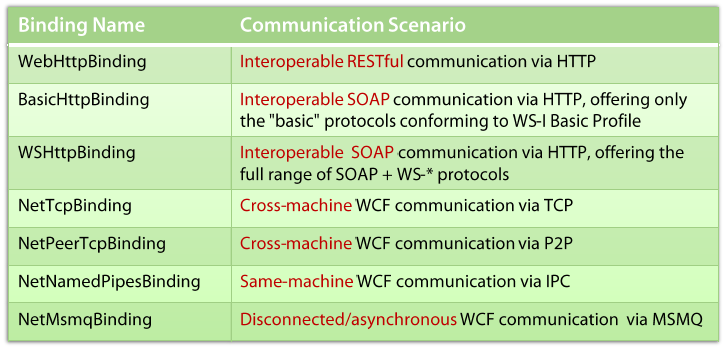 Binding Name Communication Scenario
WebHttpBinding Interoperable RESTful communication via HTTP
BasicHttpBinding Interoperable SOAP communication via HTTP, offering only
the "basic" protocols conforming to WS-I Basic Profile
WSHttpBinding Interoperable SOAP communication via HTTP, offering the
full range of SOAP + WS-* protocols
NetTcpBinding Cross-machine WCF communication via TCP
NetPeerTcpBinding Cross-machine WCF communication via P2P
NetNamedPipesBinding Same-machine WCF communication via IPC
NetMsmqBinding Disconnected/asynchronous WCF communication via MSMQ